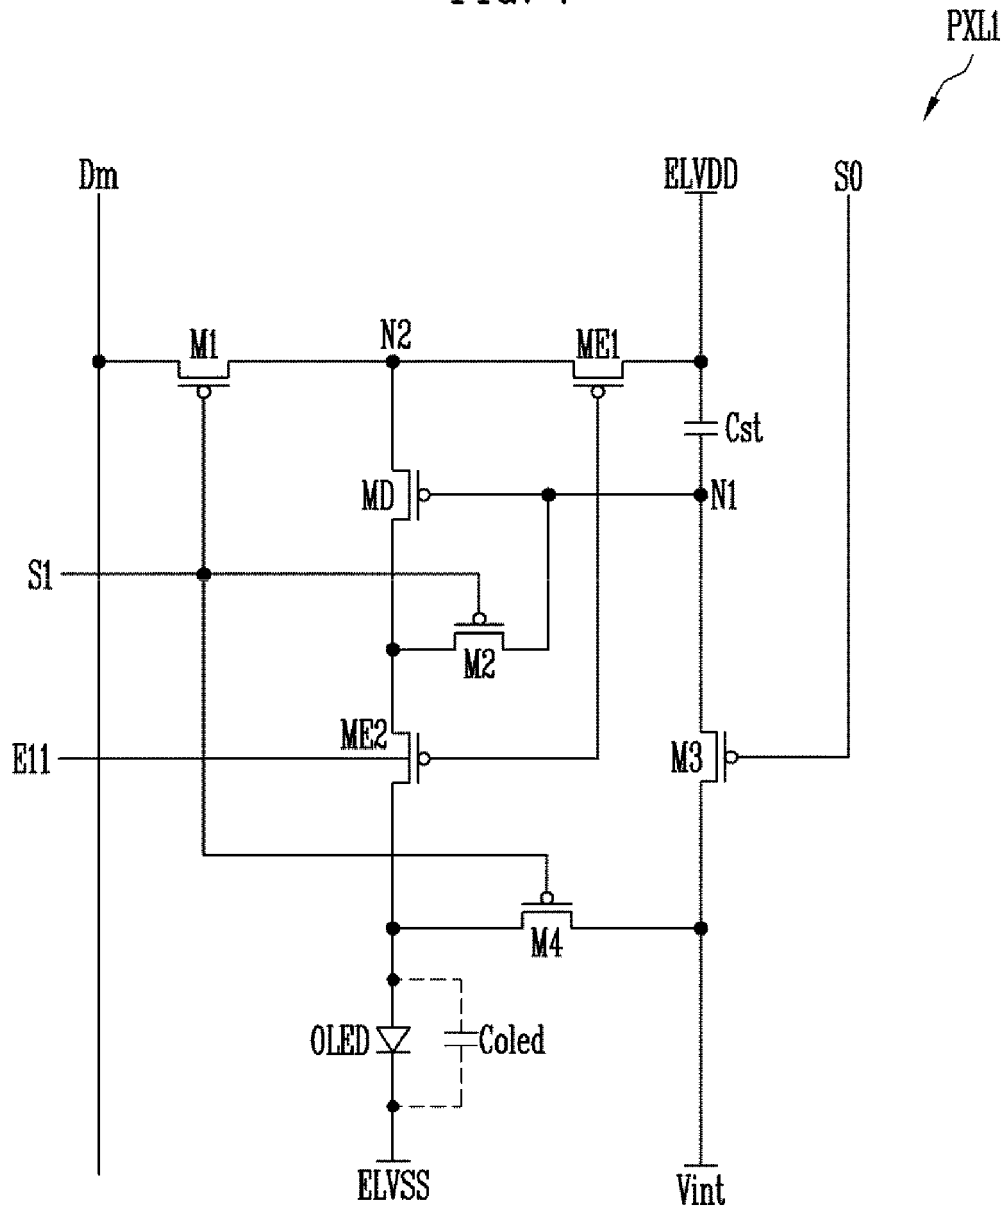 PXL1
Dm
ELVDD
S0
M1
N2
ME1
Cst
MD
N1
S1
M2
ME2
E11
M3
M4
OLED
Coled
ELVSS
Vint